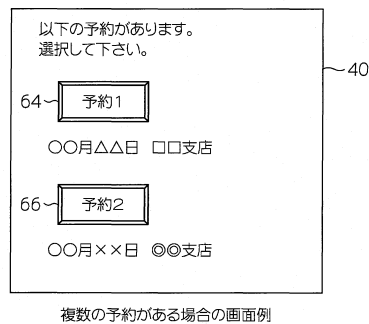 以下の予約があります。
選択して下さい。
40
64
予約1
○○月△△日 □□支店
66
予約2
○○月××日 ◎◎支店
複数の予約がある場合の画面例